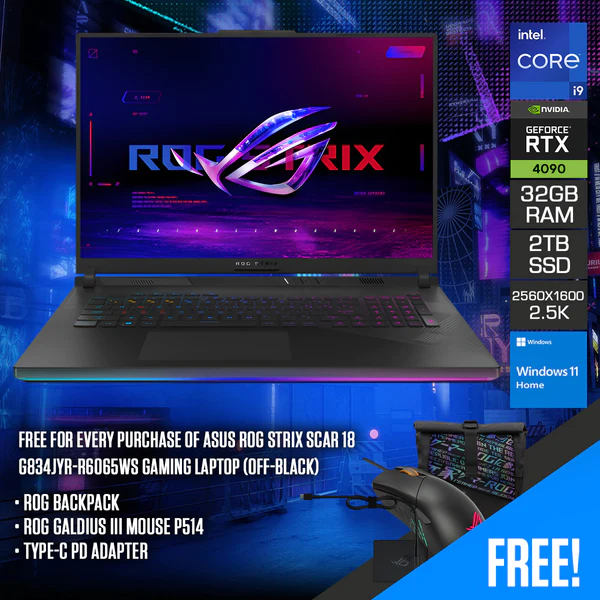 intel.
CORE
i9
NVIDIA.
GEFORCE
RTX
4090
32GB
RAM
2TB
SSD
2560X1600
2.5K
Windows
Windows 11
Home
ROG STRIX
ROG STRIX
FREE FOR EVERY PURCHASE OF ASUS ROG STRIX SCAR 18
G834JYR-R6065WS GAMING LAPTOP (OFF-BLACK)
• ROG BACKPACK
• ROG GALDIUS III MOUSE P514
• TYPE-C PD ADAPTER
FREE!